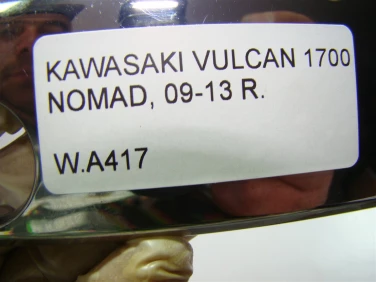 KAWASAKI VULCAN 1700
NOMAD, 09-13 R.
W.A417